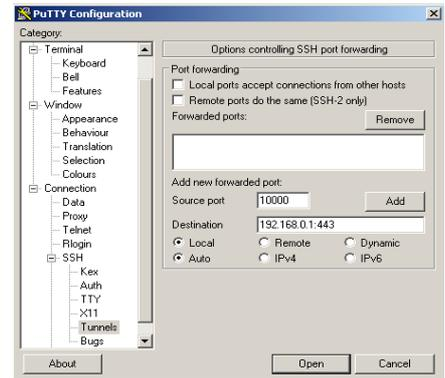 PuTTY Configuration
Category:
Terminal
Keyboard
Bell
Features
Window
Appearance
Behaviour
Translation
Selection
Colours
Connection
Data
Proxy
Telnet
Rlogin
SSH
Kex
Auth
TTY
X11
Tunnels
Bugs
Options controlling SSH port forwarding
Port forwarding
Local ports accept connections from other hosts
Remote ports do the same (SSH-2 only)
Forwarded ports:
Remove
Add new forwarded port:
Source port 10000 Add
Destination 192.168.0.1:443
Local Remote Dynamic
Auto IPv4 IPv6
About Open Cancel